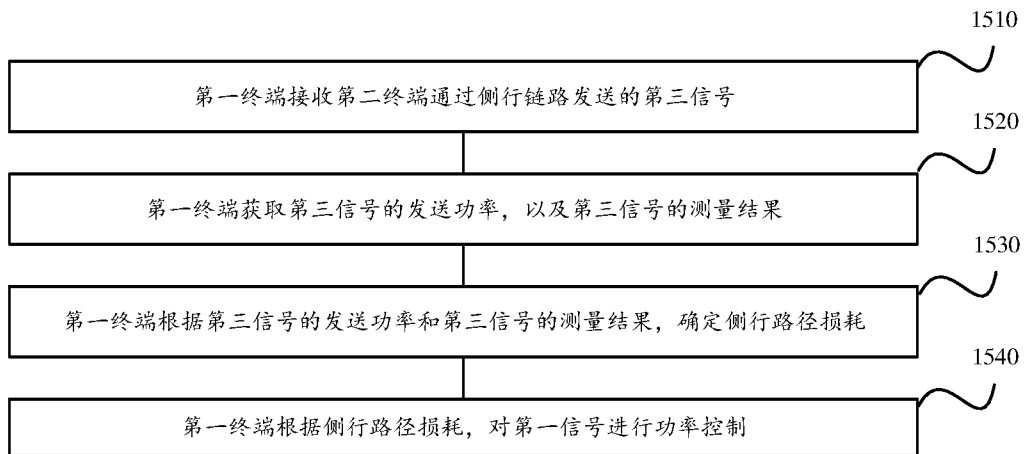 1510
第一终端接收第二终端通过侧行链路发送的第三信号
1520
第一终端获取第三信号的发送功率，以及第三信号的测量结果
1530
第一终端根据第三信号的发送功率和第三信号的测量结果，确定侧行路径损耗
1540
第一终端根据侧行路径损耗，对第一信号进行功率控制